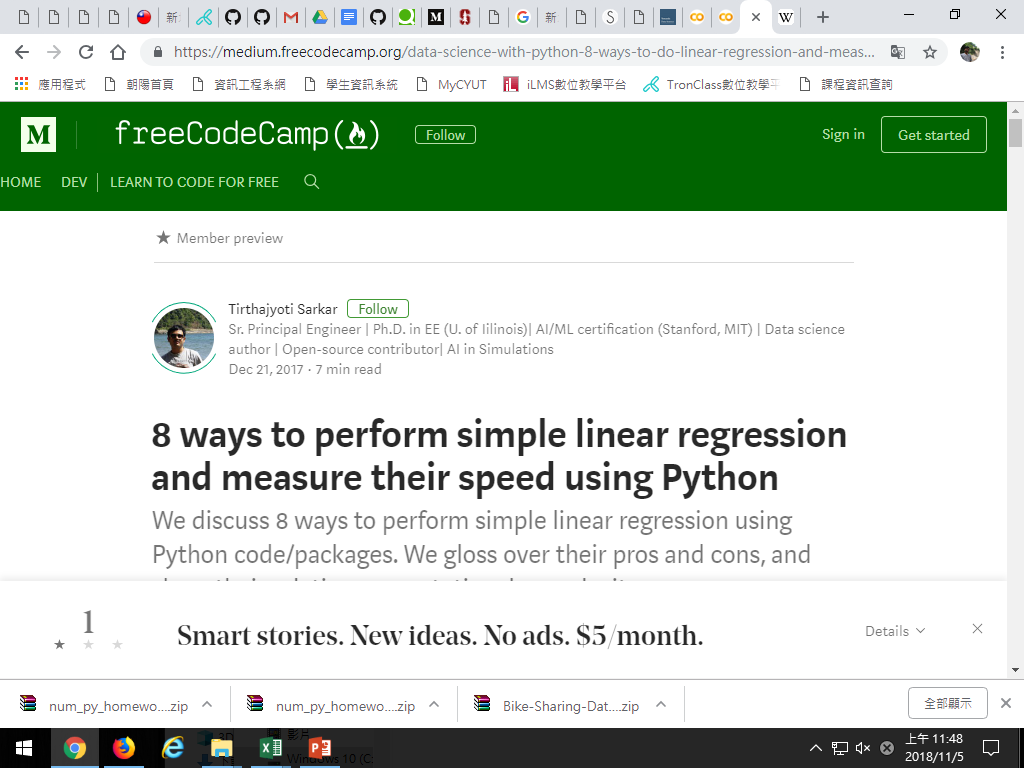 新
M
S
G
新
S
W
https://medium.freecodecamp.org/data-science-with-python-8-ways-to-do-linear-regression-and-meas...
應用程式
朝陽首頁
資訊工程系網
學生資訊系統
MyCYUT
iLMS數位教學平台
TronClass數位教學平
課程資訊查詢
M
freeCodeCamp
Follow
Sign in
Get started
HOME
DEV
LEARN TO CODE FOR FREE
Member preview
Tirthajyoti Sarkar
Follow
Sr. Principal Engineer | Ph.D. in EE (U. of Iilinois)| AI/ML certification (Stanford, MIT) | Data science
author | Open-source contributor| AI in Simulations
Dec 21, 2017 · 7 min read
8 ways to perform simple linear regression
and measure their speed using Python
We discuss 8 ways to perform simple linear regression using
Python code/packages. We gloss over their pros and cons, and
1
Smart stories. New ideas. No ads. $5/month.
Details
num_py_homewo....zip
num_py_homewo....zip
Bike-Sharing-Dat....zip
全部顯示
上午 11:48
2018/11/5